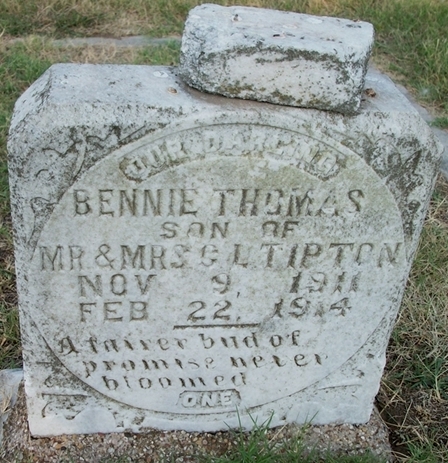 OUR DARLING
BENNIE THOMAS
SON OF
MR & MRS C. L. TIPTON
NOV 9, 1911
FEB 22, 1914
A fairer bud of
promise never
bloomed
ONE